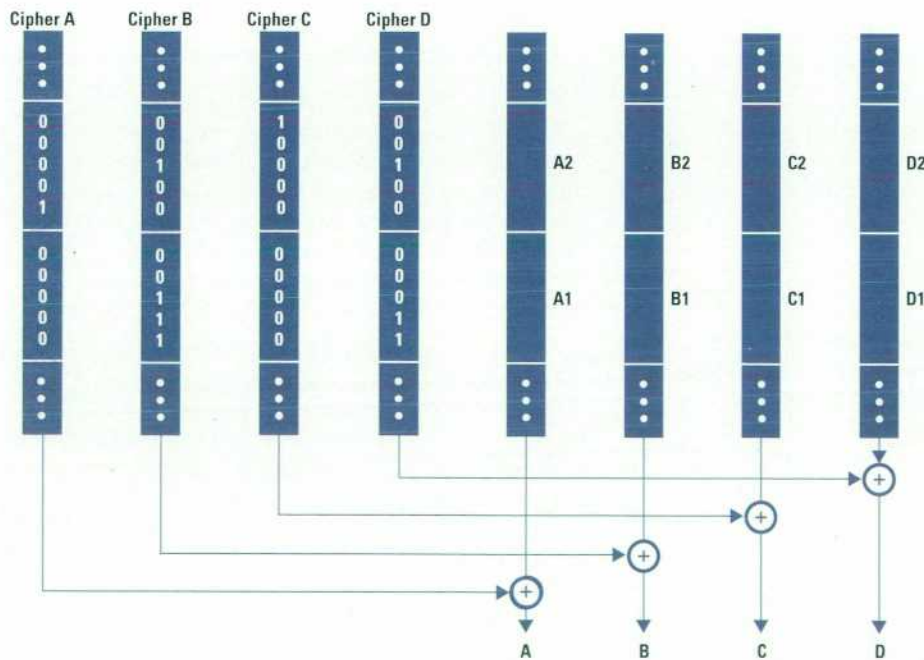 Cipher A Cipher B Cipher C Cipher D
0 0 1 0
0 0 0 0
0 1 0 1
0 0 0 0
1 0 0 0
A2 B2 C2 D2
0 0 0 0
0 0 0 0
0 1 0 0
0 1 0 1
0 1 0 1
A1 B1 C1 D1
+
+
+
+
A B C D